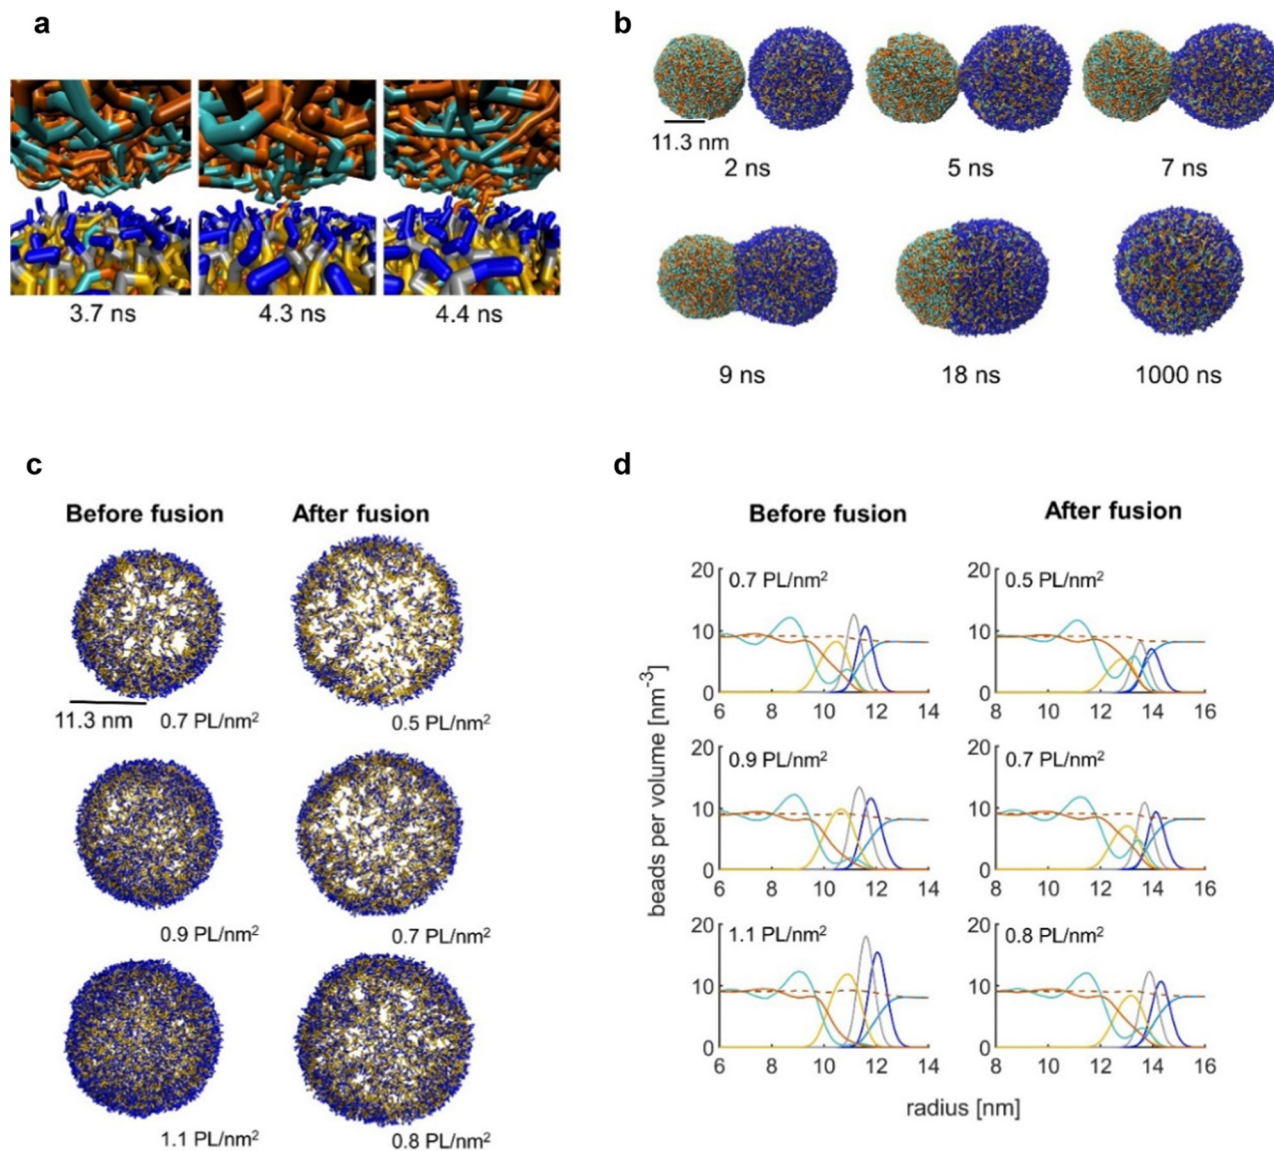 a
3.7 ns
4.3 ns
4.4 ns
b
11.3 nm
2 ns
5 ns
7 ns
9 ns
18 ns
1000 ns
c
Before fusion
After fusion
11.3 nm
0.7 PL/nm²
0.5 PL/nm²
0.9 PL/nm²
0.7 PL/nm²
1.1 PL/nm²
0.8 PL/nm²
d
Before fusion
After fusion
beads per volume [nm⁻³]
20
10
0
0.7 PL/nm²
6 8 10 12 14
20
10
0
0.5 PL/nm²
8 10 12 14 16
20
10
0
0.9 PL/nm²
6 8 10 12 14
20
10
0
0.7 PL/nm²
8 10 12 14 16
20
10
0
1.1 PL/nm²
6 8 10 12 14
20
10
0
0.8 PL/nm²
8 10 12 14 16
radius [nm]